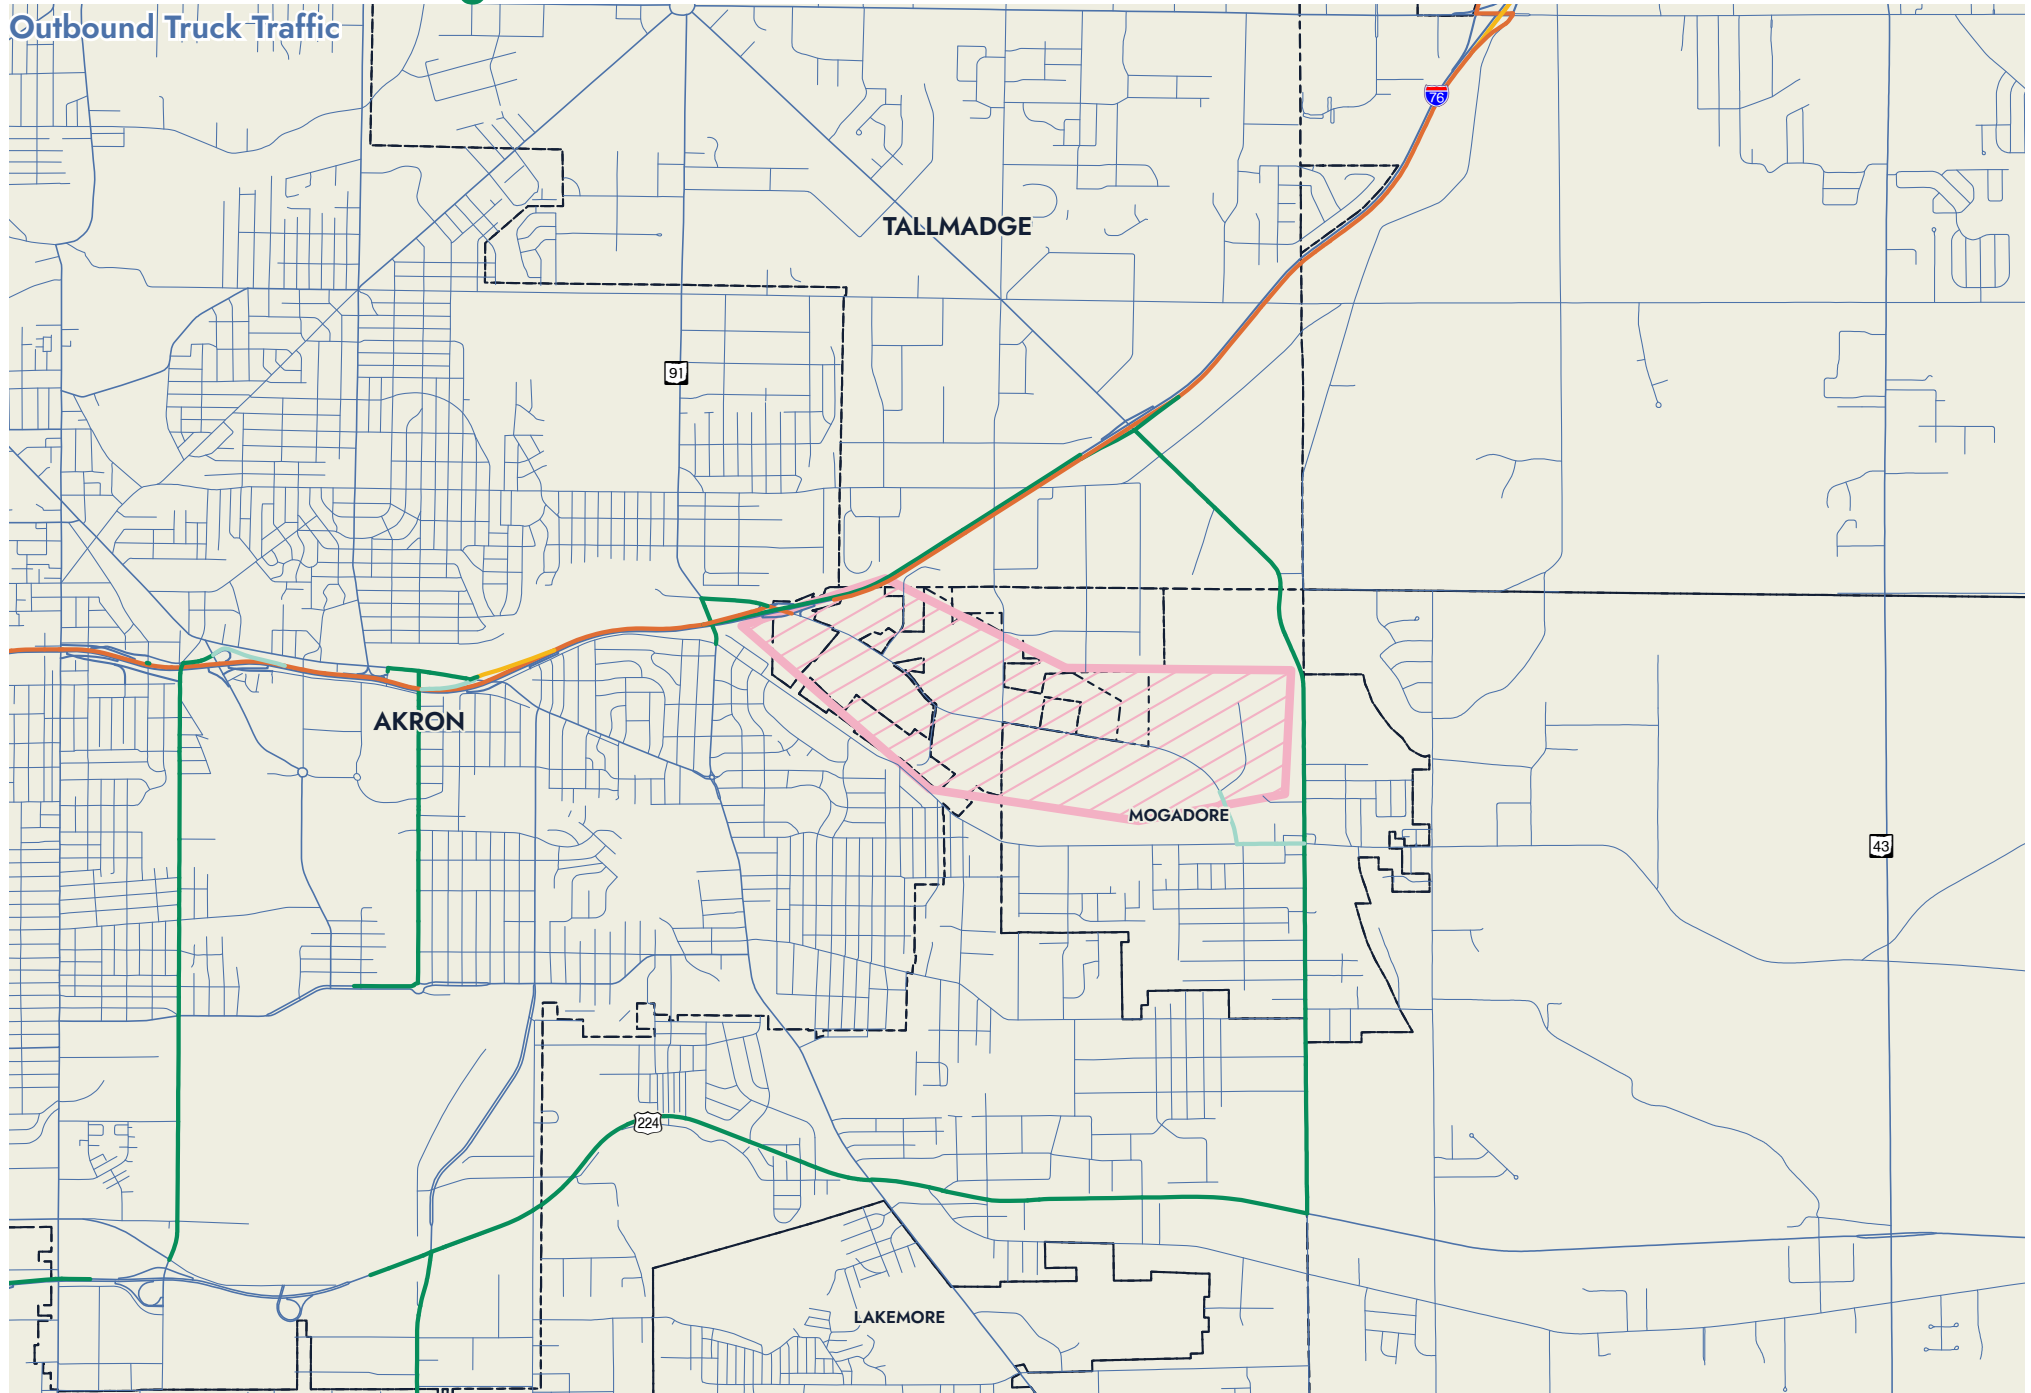 Outbound Truck Traffic
76
TALLMADGE
91
AKRON
MOGADORE
43
224
LAKEMORE